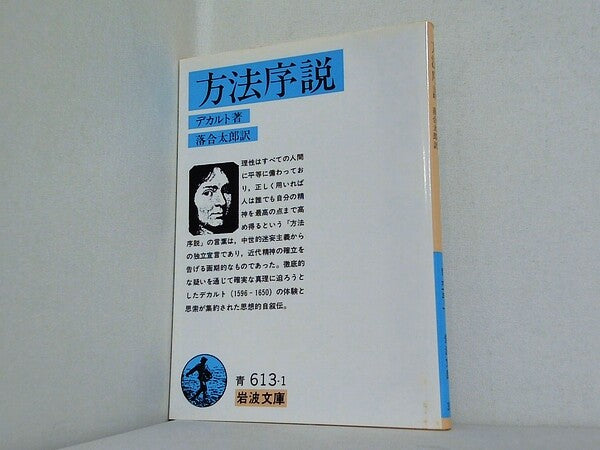 方法序説
デカルト著
落合太郎訳
理性はすべての人間
に平等に備わってお
り，正しく用いれば
人は誰でも自分の精
神を最高の点まで高
め得るという「方法
序説」の言葉は，中世的迷妄主義から
の独立宣言であり，近代精神の確立を
告げる画期的なものであった。徹底的
な疑いを通じて確実な真理に迫ろうと
したデカルト（1596－1650）の体験と
思索が集約された思想的自叙伝。
青 613-1
岩波文庫
落合太郎訳